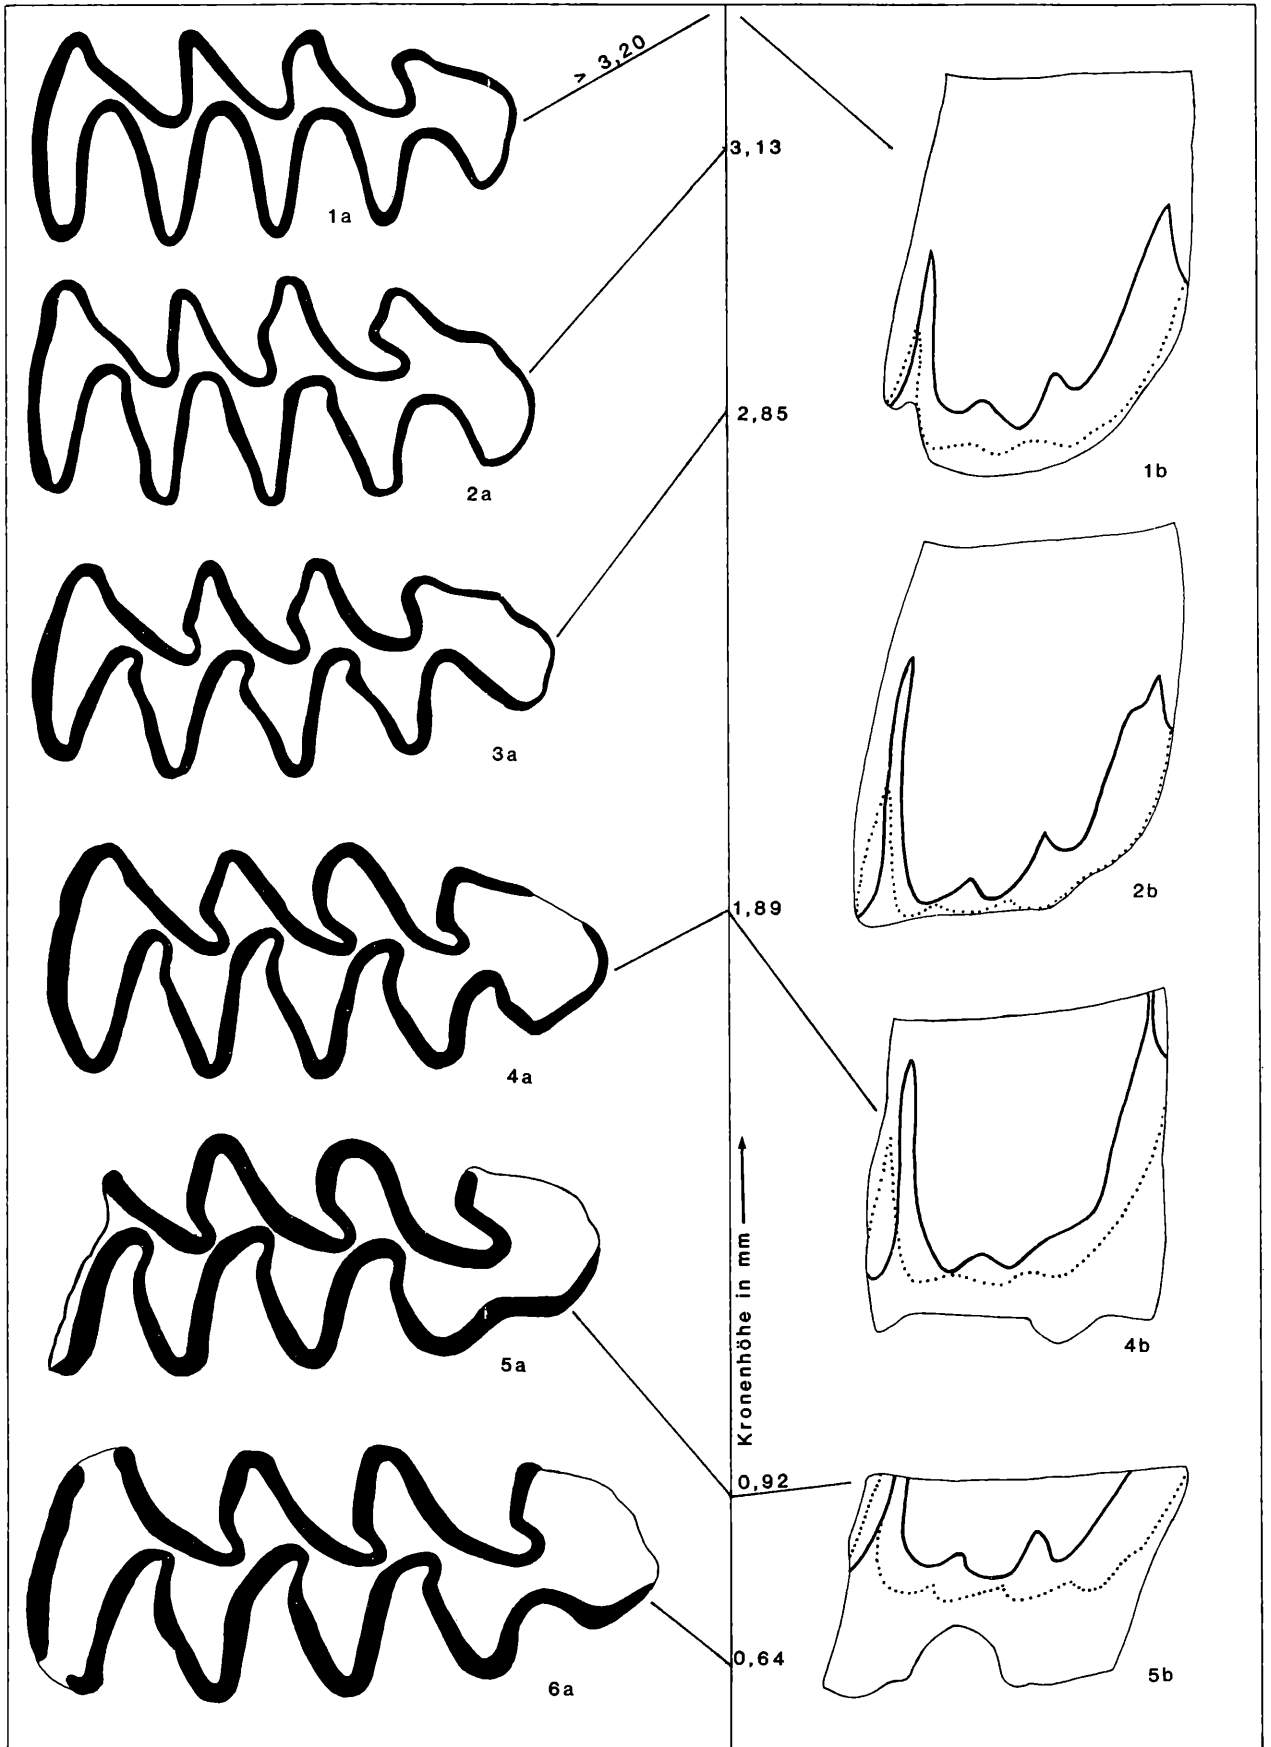 > 3,20
3,13
1a
2,85
1b
2a
3a
2b
1,89
4a
Kronenhöhe in mm
4b
5a
0,92
0,64
5b
6a